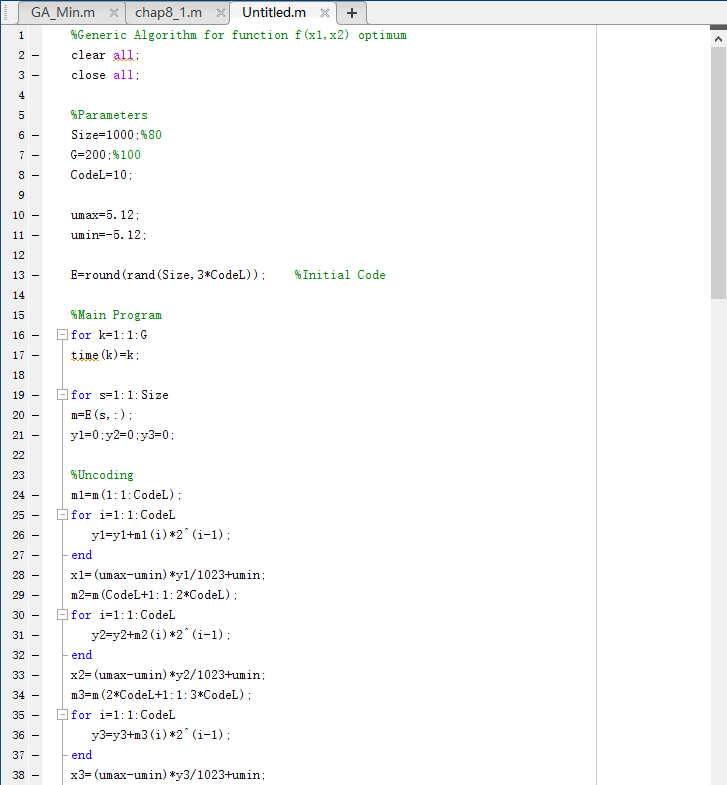 GA_Min.m × chap8_1.m × Untitled.m × +
1 %Generic Algorithm for function f(x1,x2) optimum
2 — clear all;
3 — close all;
4
5 %Parameters
6 — Size=1000;%80
7 — G=200;%100
8 — CodeL=10;
9
10 — umax=5.12;
11 — umin=-5.12;
12
13 — E=round(rand(Size,3*CodeL)); %Initial Code
14
15 %Main Program
16 — for k=1:1:G
17 — time(k)=k;
18
19 — for s=1:1:Size
20 — m=E(s,:);
21 — y1=0;y2=0;y3=0;
22
23 %Uncoding
24 — m1=m(1:1:CodeL);
25 — for i=1:1:CodeL
26 — y1=y1+m1(i)*2^(i-1);
27 — end
28 — x1=(umax-umin)*y1/1023+umin;
29 — m2=m(CodeL+1:1:2*CodeL);
30 — for i=1:1:CodeL
31 — y2=y2+m2(i)*2^(i-1);
32 — end
33 — x2=(umax-umin)*y2/1023+umin;
34 — m3=m(2*CodeL+1:1:3*CodeL);
35 — for i=1:1:CodeL
36 — y3=y3+m3(i)*2^(i-1);
37 — end
38 — x3=(umax-umin)*y3/1023+umin;